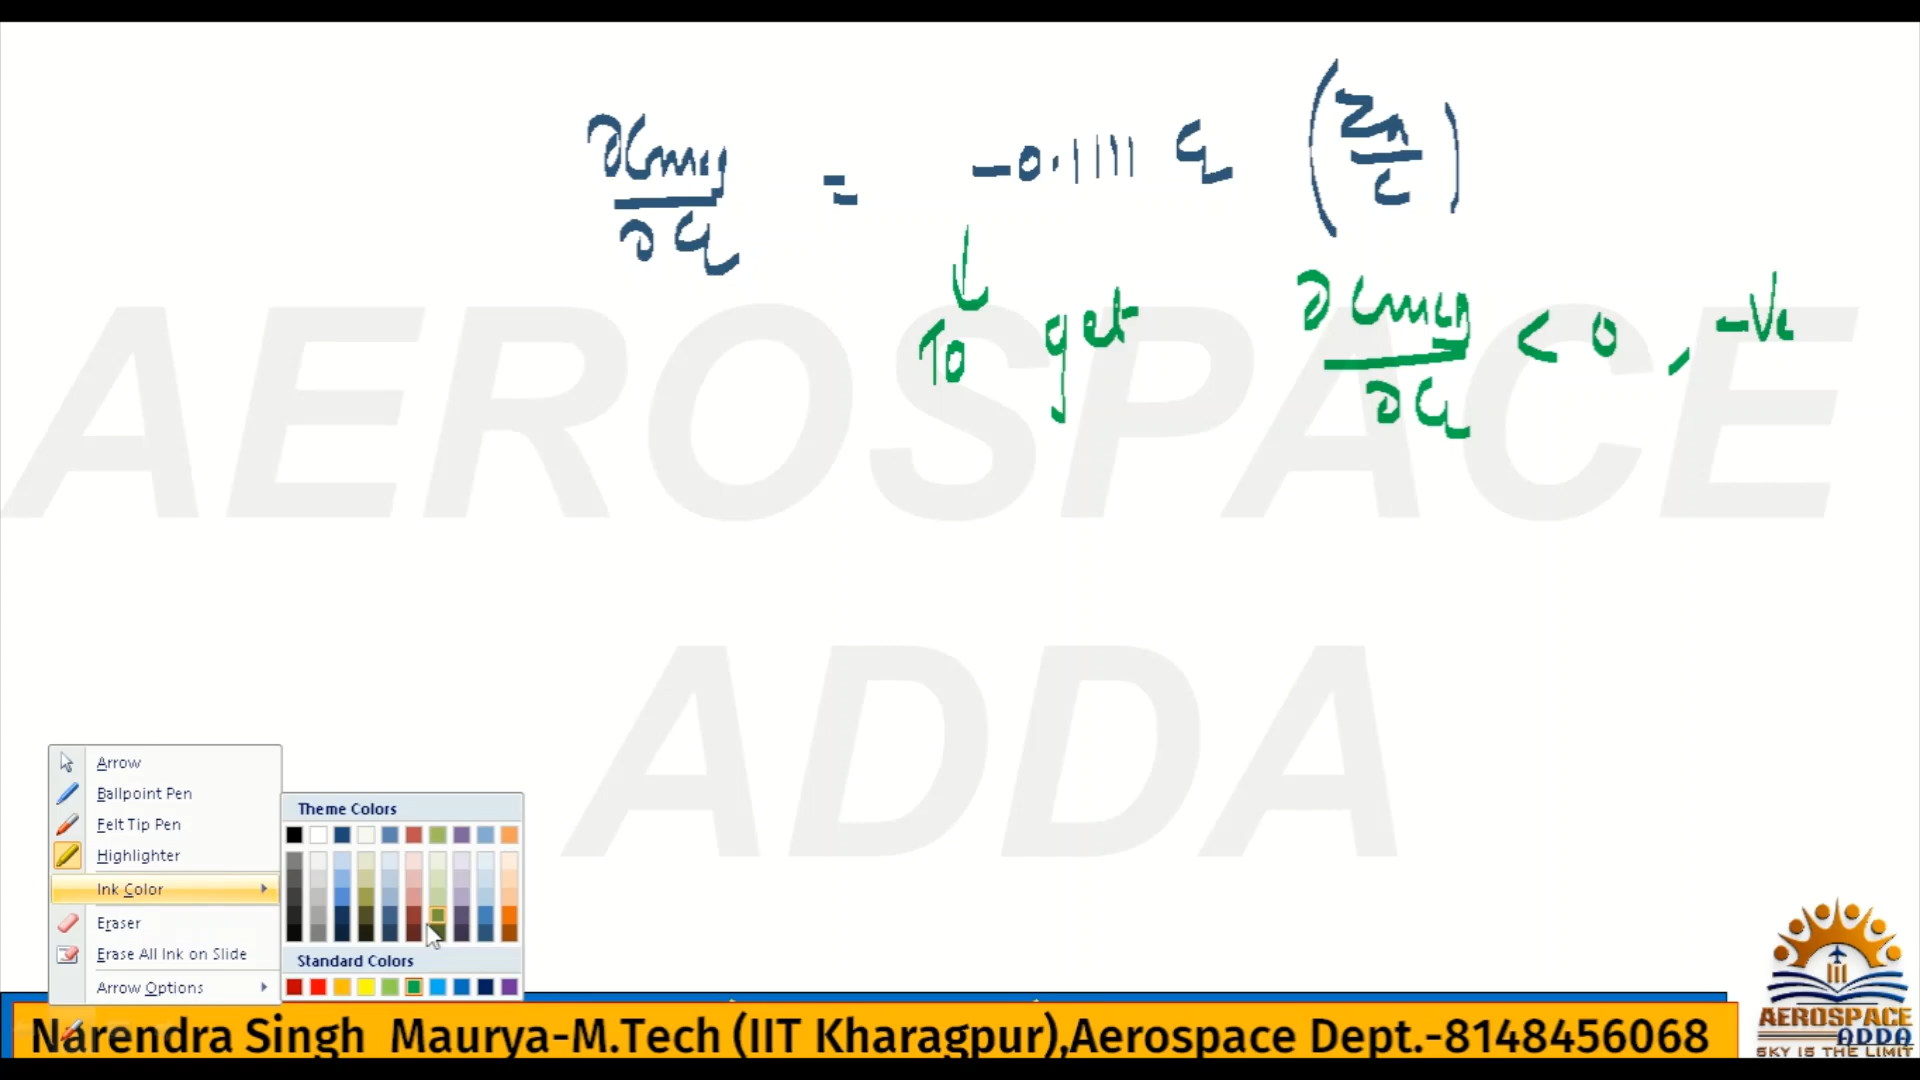 ∂Cmcg/∂CL = -0.1111 CL (Za/c)
To get ∂Cmcg/∂CL < 0, -Ve
AEROSPACE
ADDA
Arrow
Ballpoint Pen
Felt Tip Pen
Highlighter
Ink Color
Eraser
Erase All Ink on Slide
Arrow Options
Theme Colors
Standard Colors
Narendra Singh Maurya-M.Tech (IIT Kharagpur),Aerospace Dept.-8148456068
AEROSPACE
ADDA
SKY IS THE LIMIT